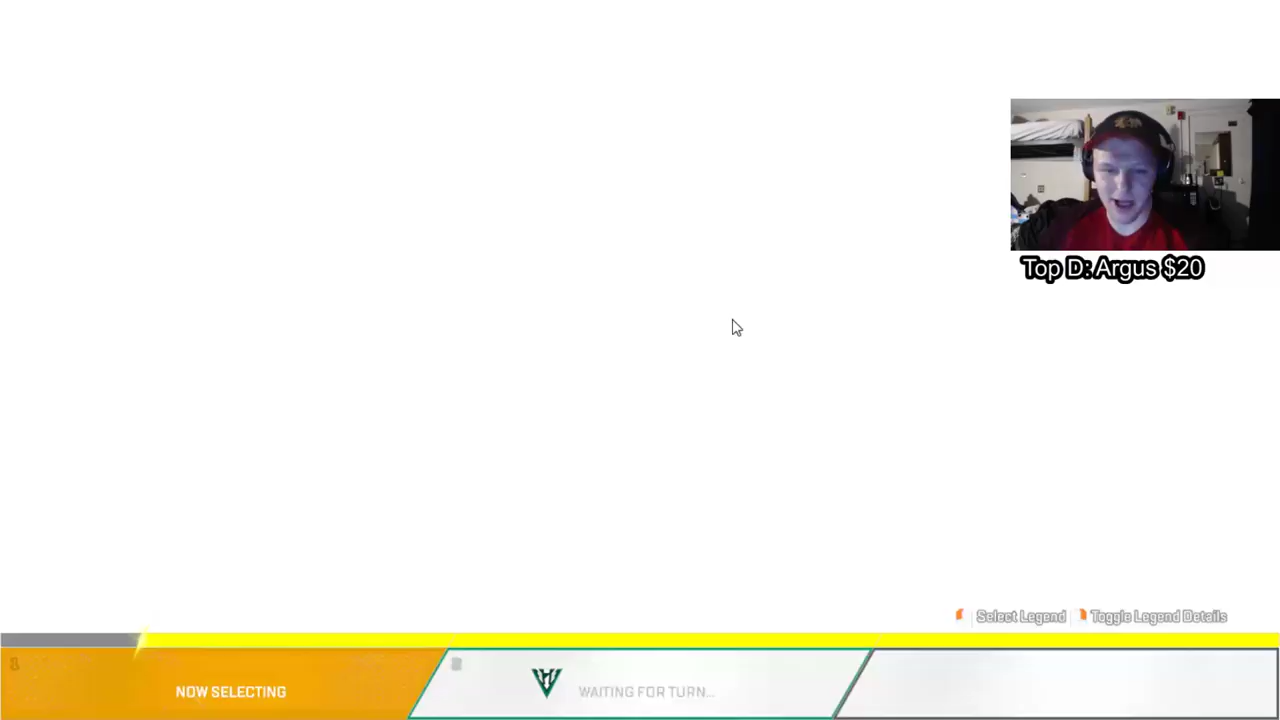 Top D: Argus $20
Select Legend Toggle Legend Details
NOW SELECTING
WAITING FOR TURN...